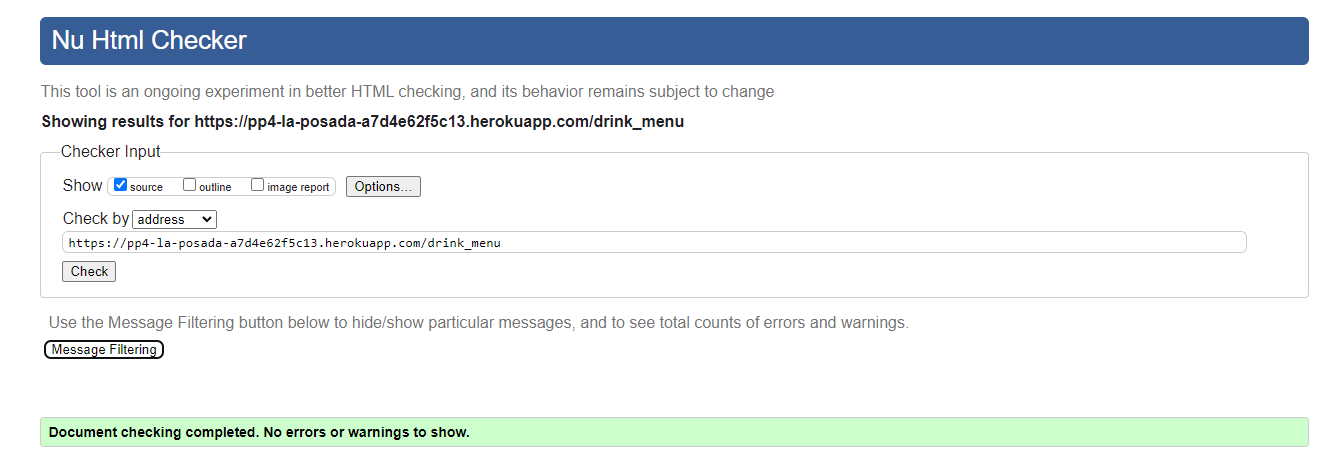 Nu Html Checker
This tool is an ongoing experiment in better HTML checking, and its behavior remains subject to change
Showing results for https://pp4-la-posada-a7d4e62f5c13.herokuapp.com/drink_menu
Checker Input
Show source outline image report Options...
Check by address
https://pp4-la-posada-a7d4e62f5c13.herokuapp.com/drink_menu
Check
Use the Message Filtering button below to hide/show particular messages, and to see total counts of errors and warnings.
Message Filtering
Document checking completed. No errors or warnings to show.